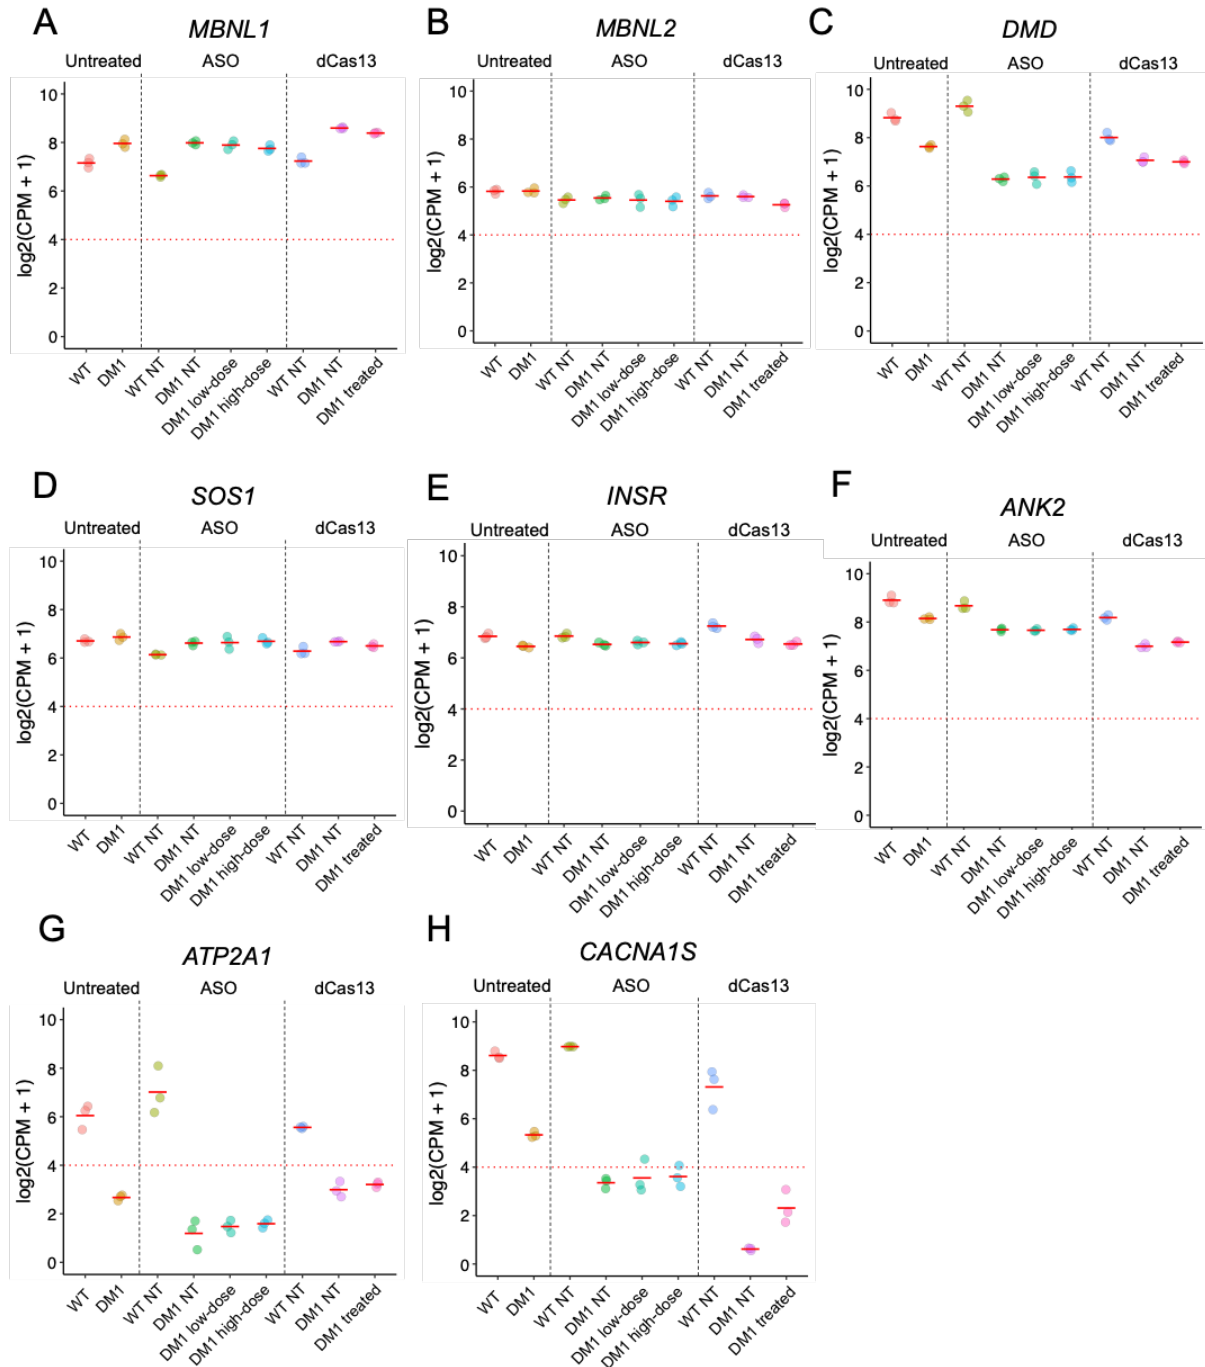 A
MBNL1
Untreated ASO dCas13
log2(CPM + 1)
10
8
6
4
2
0
WT
DM1
WT NT
DM1 NT
DM1 low-dose
DM1 high-dose
WT NT
DM1 NT
DM1 treated
B
MBNL2
Untreated ASO dCas13
log2(CPM + 1)
10
8
6
4
2
0
WT
DM1
WT NT
DM1 NT
DM1 low-dose
DM1 high-dose
WT NT
DM1 NT
DM1 treated
C
DMD
Untreated ASO dCas13
log2(CPM + 1)
10
8
6
4
2
0
WT
DM1
WT NT
DM1 NT
DM1 low-dose
DM1 high-dose
WT NT
DM1 NT
DM1 treated
D
SOS1
Untreated ASO dCas13
log2(CPM + 1)
10
8
6
4
2
0
WT
DM1
WT NT
DM1 NT
DM1 low-dose
DM1 high-dose
WT NT
DM1 NT
DM1 treated
E
INSR
Untreated ASO dCas13
log2(CPM + 1)
10
8
6
4
2
0
WT
DM1
WT NT
DM1 NT
DM1 low-dose
DM1 high-dose
WT NT
DM1 NT
DM1 treated
F
ANK2
Untreated ASO dCas13
log2(CPM + 1)
10
8
6
4
2
0
WT
DM1
WT NT
DM1 NT
DM1 low-dose
DM1 high-dose
WT NT
DM1 NT
DM1 treated
G
ATP2A1
Untreated ASO dCas13
log2(CPM + 1)
10
8
6
4
2
0
WT
DM1
WT NT
DM1 NT
DM1 low-dose
DM1 high-dose
WT NT
DM1 NT
DM1 treated
H
CACNA1S
Untreated ASO dCas13
log2(CPM + 1)
10
8
6
4
2
0
WT
DM1
WT NT
DM1 NT
DM1 low-dose
DM1 high-dose
WT NT
DM1 NT
DM1 treated